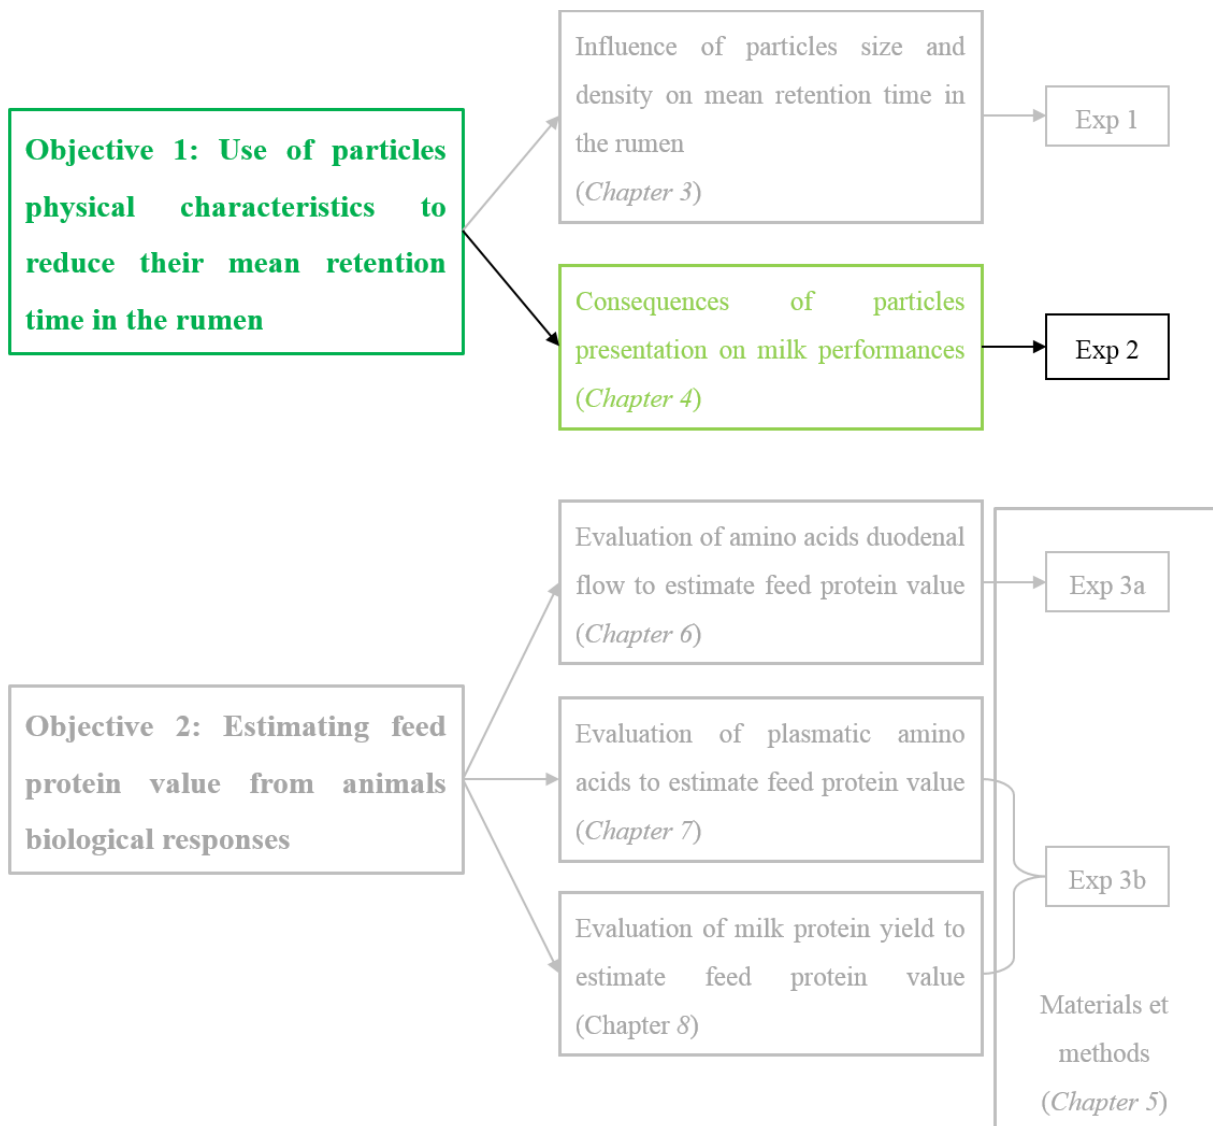 Influence of particles size and
density on mean retention time in
the rumen
(Chapter 3)
Exp 1
Objective 1: Use of particles
physical characteristics to
reduce their mean retention
time in the rumen
Consequences of particles
presentation on milk performances
(Chapter 4)
Exp 2
Evaluation of amino acids duodenal
flow to estimate feed protein value
(Chapter 6)
Exp 3a
Objective 2: Estimating feed
protein value from animals
biological responses
Evaluation of plasmatic amino
acids to estimate feed protein value
(Chapter 7)
Exp 3b
Evaluation of milk protein yield to
estimate feed protein value
(Chapter 8)
Materials et
methods
(Chapter 5)